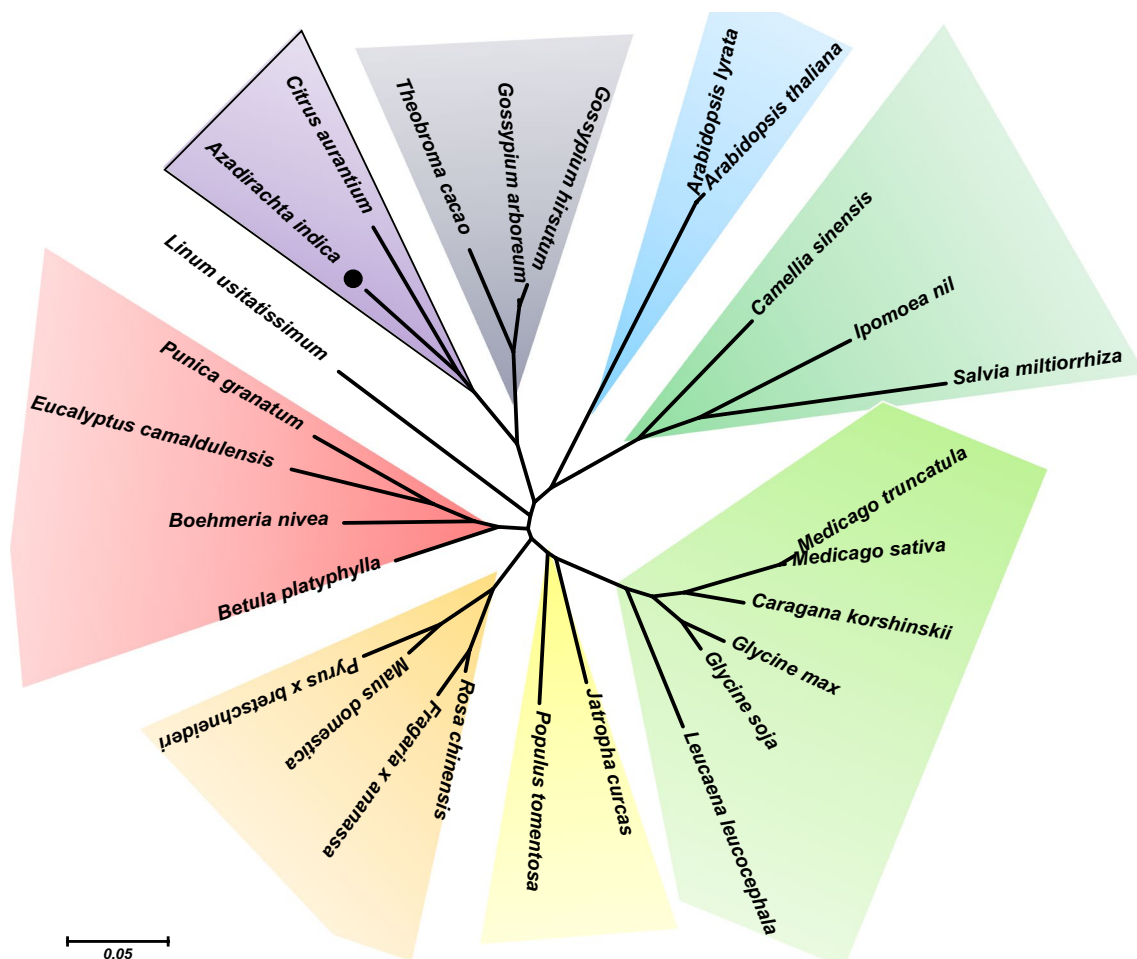 Citrus aurantium
Azadirachta indica
Theobroma cacao
Gossypium arboreum
Gossypium hirsutum
Arabidopsis lyrata
Arabidopsis thaliana
Camellia sinensis
Ipomoea nil
Salvia miltiorrhiza
Linum usitatissimum
Punica granatum
Eucalyptus camaldulensis
Boehmeria nivea
Betula platyphylla
Medicago truncatula
Medicago sativa
Caragana korshinskii
Glycine max
Glycine soja
Leucaena leucocephala
Jatropha curcas
Populus tomentosa
Rosa chinensis
Fragaria x ananassa
Malus domestica
Pyrus x bretschneideri
0.05